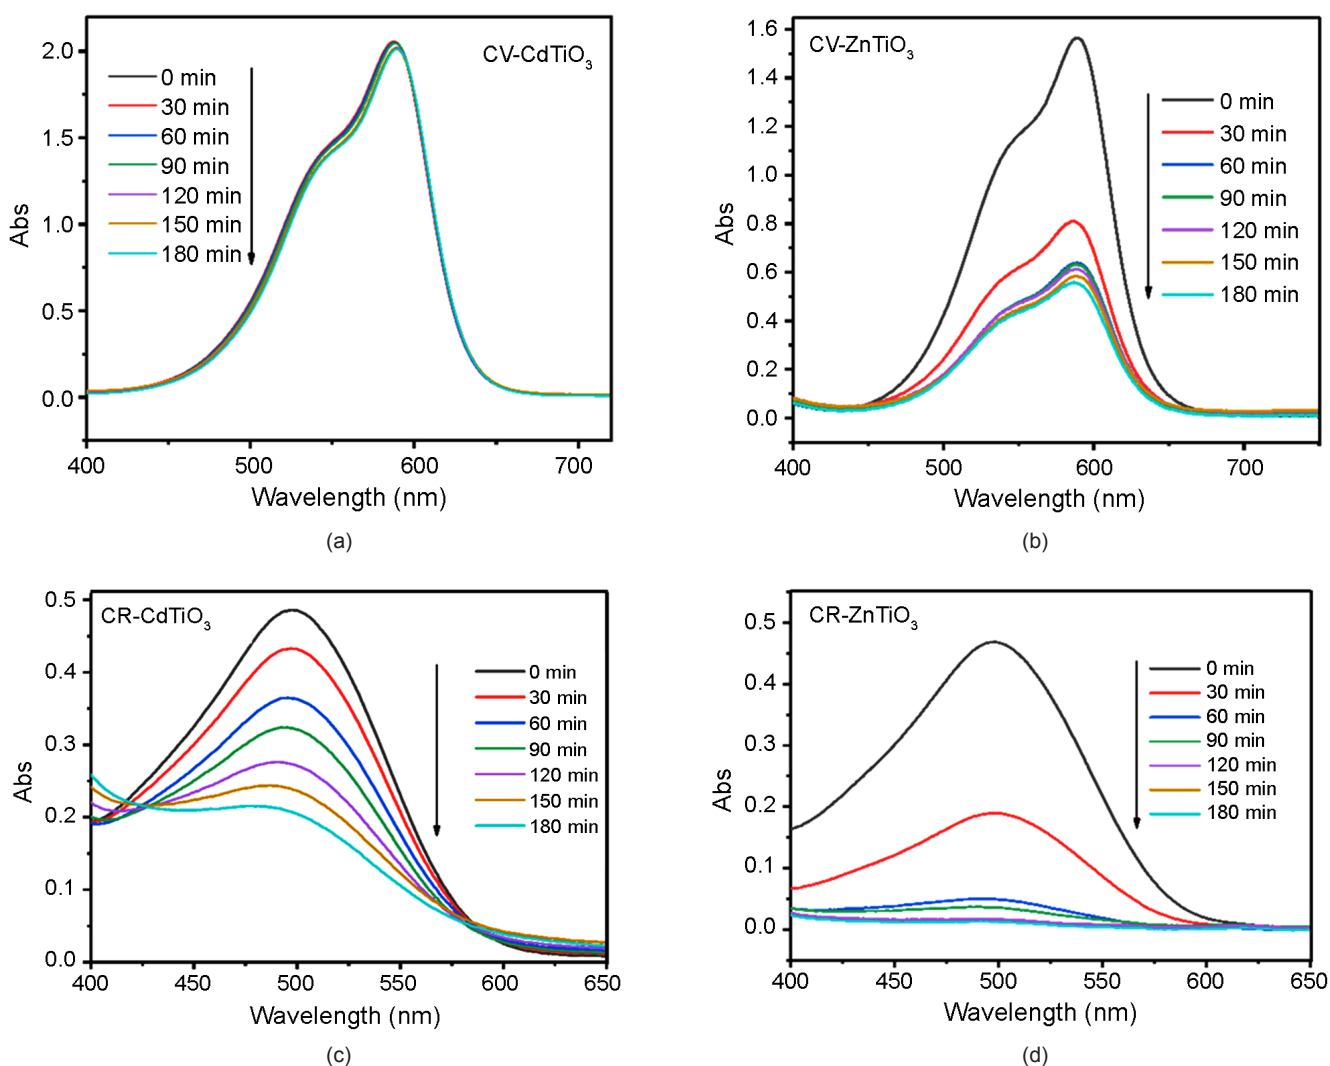 CV-CdTiO3
2.0
1.5
1.0
0.5
0.0
Abs
0 min
30 min
60 min
90 min
120 min
150 min
180 min
400 500 600 700
Wavelength (nm)
(a)
CV-ZnTiO3
1.6
1.4
1.2
1.0
0.8
0.6
0.4
0.2
0.0
Abs
0 min
30 min
60 min
90 min
120 min
150 min
180 min
400 500 600 700
Wavelength (nm)
(b)
CR-CdTiO3
0.5
0.4
0.3
0.2
0.1
0.0
Abs
0 min
30 min
60 min
90 min
120 min
150 min
180 min
400 450 500 550 600 650
Wavelength (nm)
(c)
CR-ZnTiO3
0.5
0.4
0.3
0.2
0.1
0.0
Abs
0 min
30 min
60 min
90 min
120 min
150 min
180 min
400 450 500 550 600 650
Wavelength (nm)
(d)